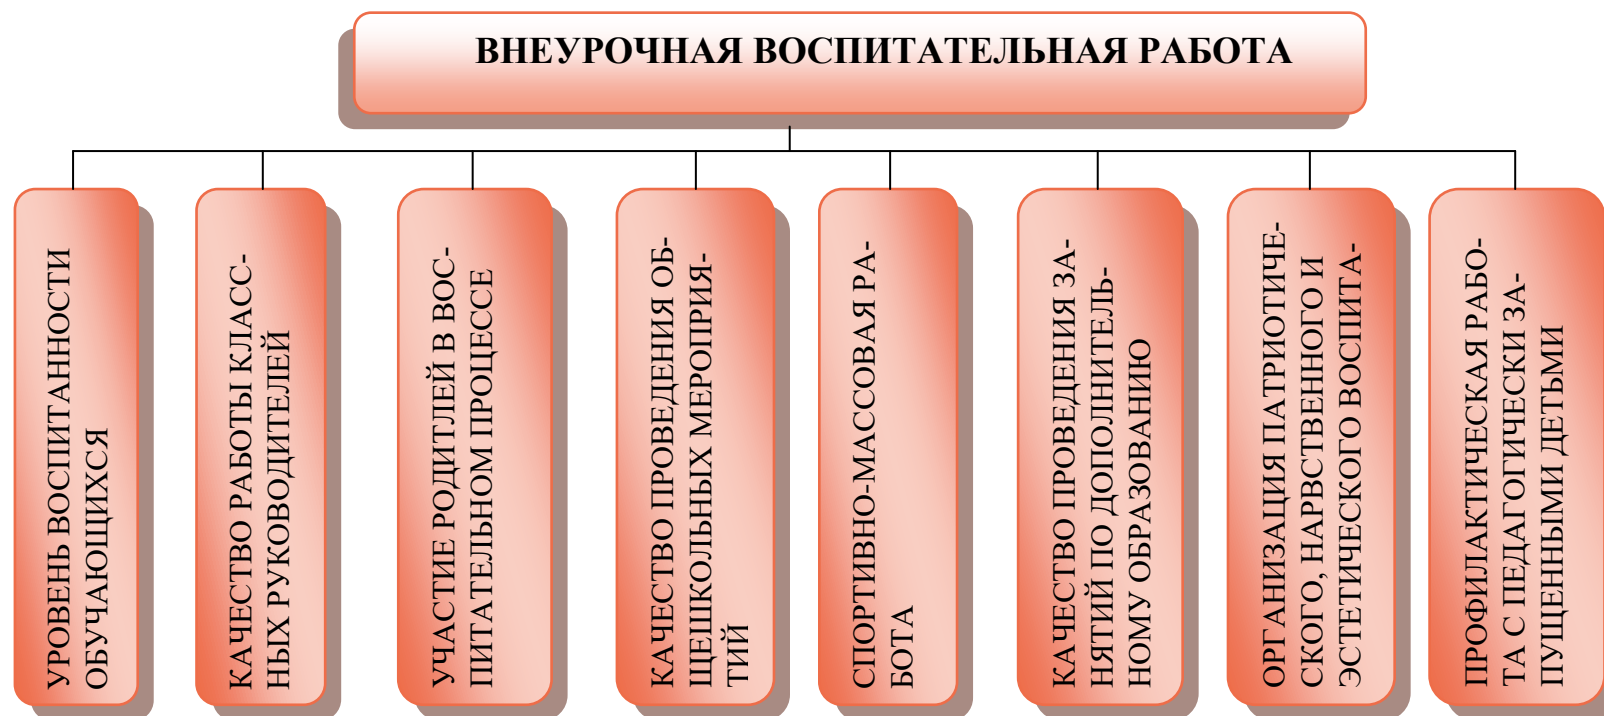 ВНЕУРОЧНАЯ ВОСПИТАТЕЛЬНАЯ РАБОТА
УРОВЕНЬ ВОСПИТАННОСТИ
ОБУЧАЮЩИХСЯ
КАЧЕСТВО РАБОТЫ КЛАСС-
НЫХ РУКОВОДИТЕЛЕЙ
УЧАСТИЕ РОДИТЛЕЙ В ВОС-
ПИТАТЕЛЬНОМ ПРОЦЕССЕ
КАЧЕСТВО ПРОВЕДЕНИЯ ОБ-
ЩЕШКОЛЬНЫХ МЕРОПРИЯ-
ТИЙ
СПОРТИВНО-МАССОВАЯ РА-
БОТА
КАЧЕСТВО ПРОВЕДЕНИЯ ЗА-
НЯТИЙ ПО ДОПОЛНИТЕЛЬ-
НОМУ ОБРАЗОВАНИЮ
ОРГАНИЗАЦИЯ ПАТРИОТИЧЕ-
СКОГО, НАРВСТВЕННОГО И
ЭСТЕТИЧЕСКОГО ВОСПИТА-
ПРОФИЛАКТИЧЕСКАЯ РАБО-
ТА С ПЕДАГОГИЧЕСКИ ЗА-
ПУЩЕННЫМИ ДЕТЬМИ